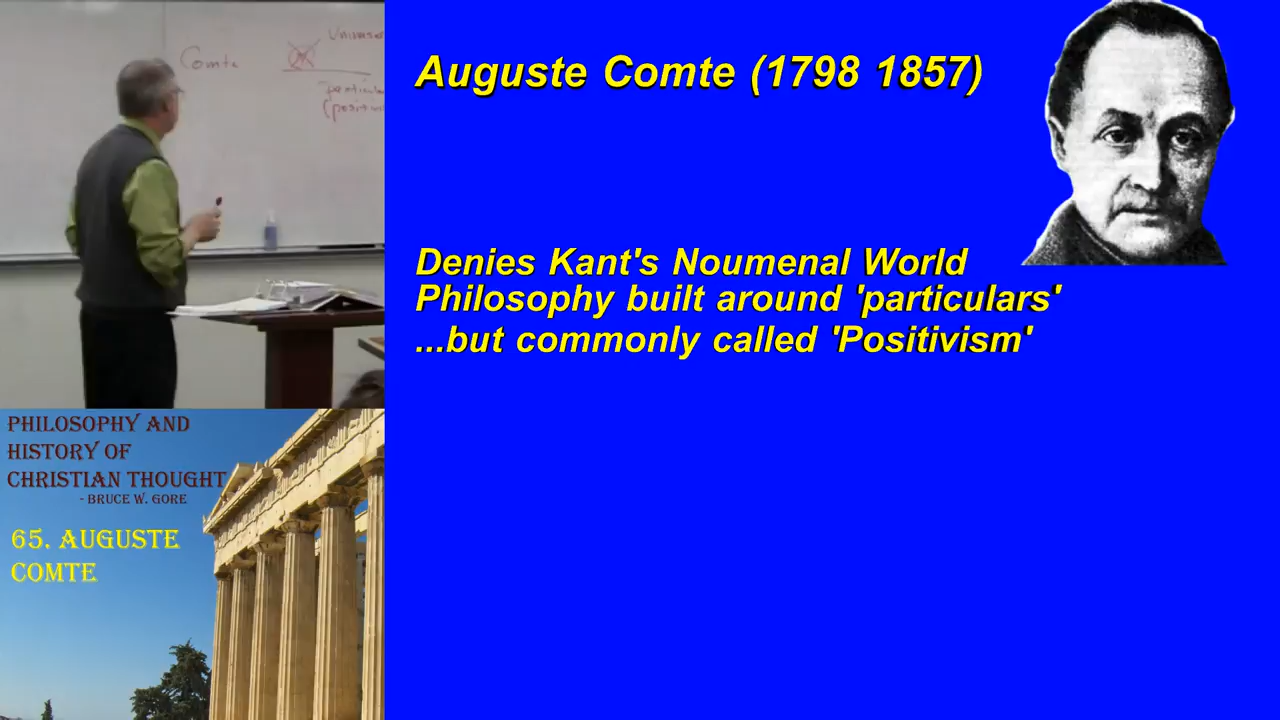 Comte
Auguste Comte (1798 1857)
Denies Kant's Noumenal World
Philosophy built around 'particulars'
...but commonly called 'Positivism'
PHILOSOPHY AND
HISTORY OF
CHRISTIAN THOUGHT
- BRUCE W. GORE
65. AUGUSTE
COMTE